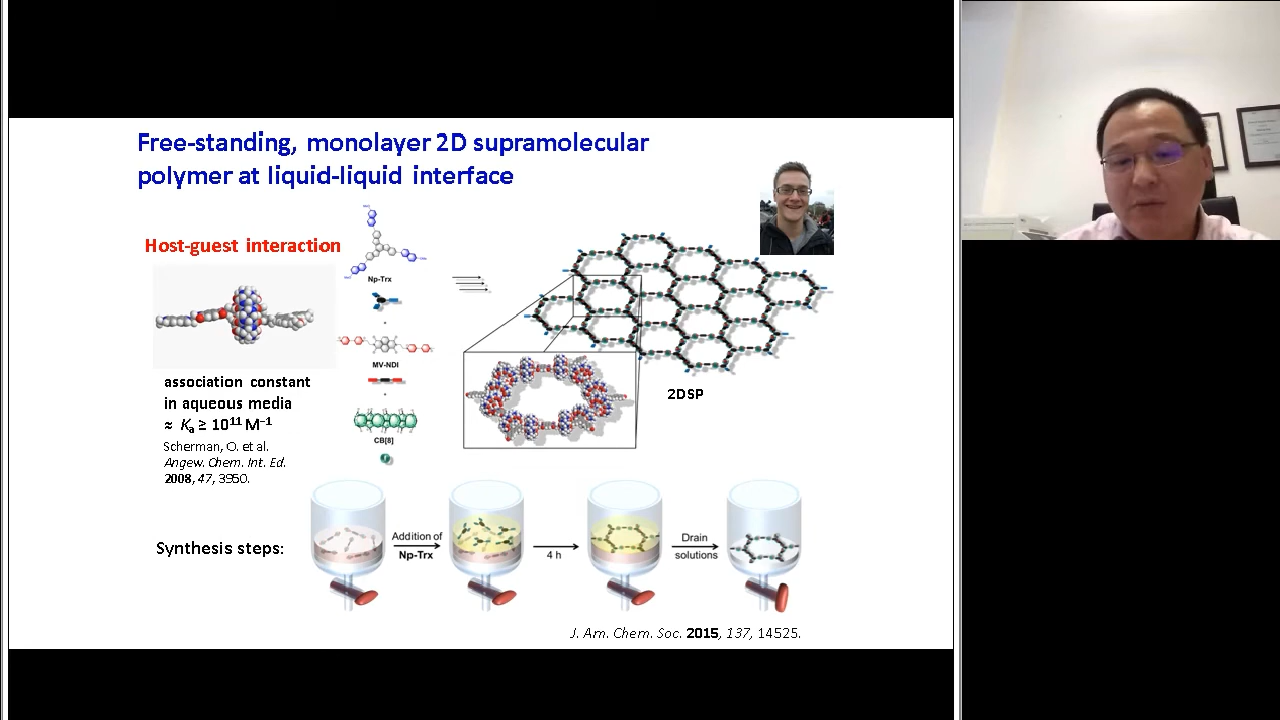 Free-standing, monolayer 2D supramolecular
polymer at liquid-liquid interface
Host-guest interaction
association constant
in aqueous media
≈ Ka ≥ 10¹¹ M⁻¹
Scherman, O. et al.
Angew. Chem. Int. Ed.
2008, 47, 3950.
Np-Trx
+
MV-NDI
+
CB[8]
2DSP
Synthesis steps:
Addition of
Np-Trx
4 h
Drain
solutions
J. Am. Chem. Soc. 2015, 137, 14525.